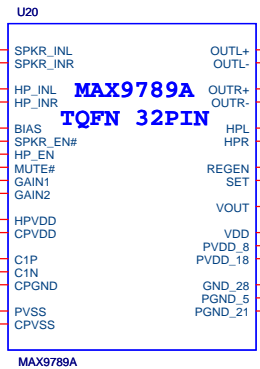 U20
SPKR_INL OUTL+
SPKR_INR OUTL-
HP_INL MAX9789A OUTR+
HP_INR OUTR-
TQFN 32PIN
BIAS HPL
SPKR_EN# HPR
HP_EN
MUTE# REGEN
GAIN1 SET
GAIN2
VOUT
HPVDD
CPVDD VDD
PVDD_8
C1P PVDD_18
C1N
CPGND GND_28
PGND_5
PVSS PGND_21
CPVSS
MAX9789A